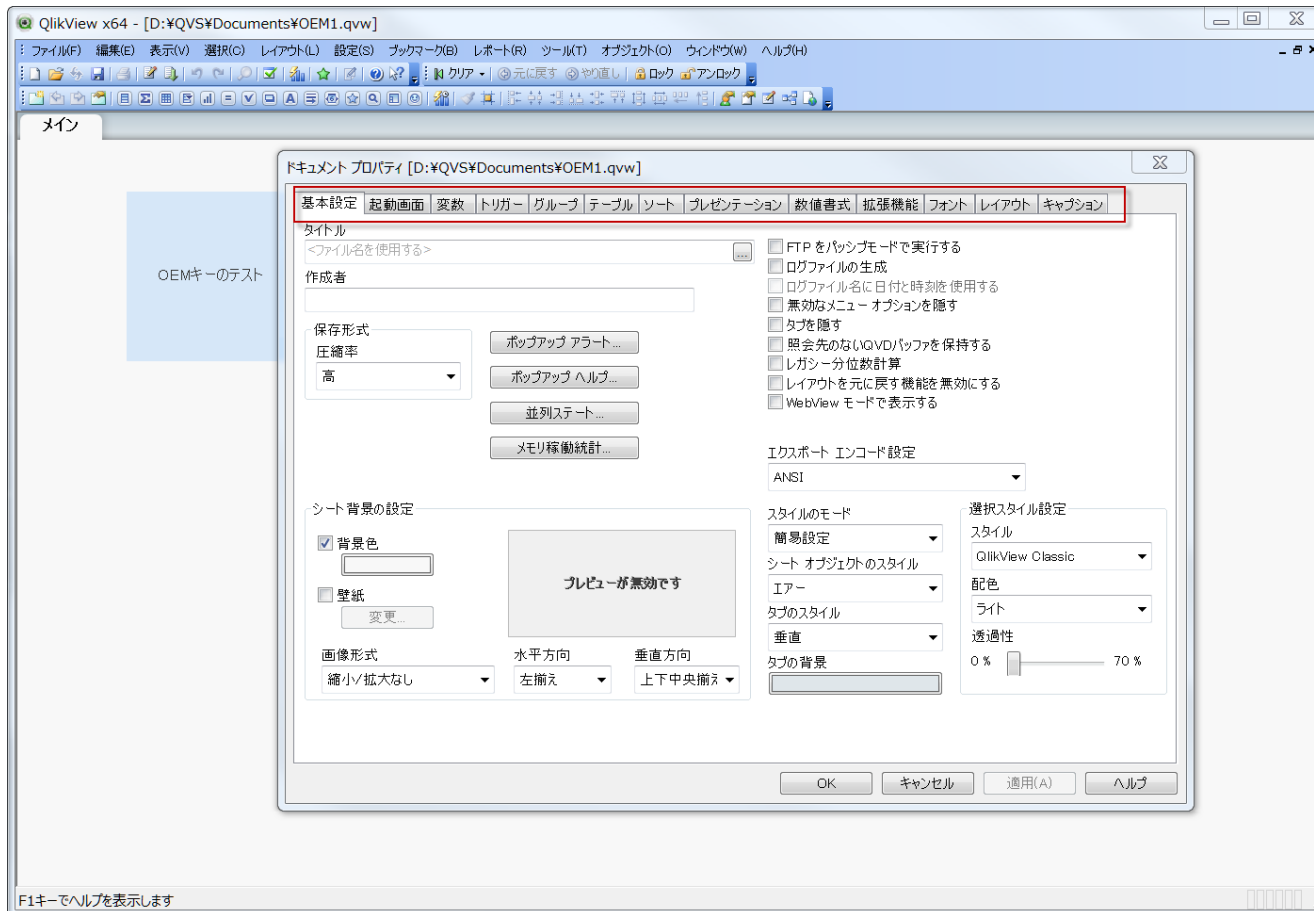 QlikView x64 - [D:¥QVS¥Documents¥OEM1.qvw]
ファイル(F) 編集(E) 表示(V) 選択(C) レイアウト(L) 設定(S) ブックマーク(B) レポート(R) ツール(T) オブジェクト(O) ウィンドウ(W) ヘルプ(H)
クリア 元に戻す やり直し ロック アンロック
メイン
OEMキーのテスト
ドキュメント プロパティ [D:¥QVS¥Documents¥OEM1.qvw]
基本設定 起動画面 変数 トリガー グループ テーブル ソート プレゼンテーション 数値書式 拡張機能 フォント レイアウト キャプション
タイトル
<ファイル名を使用する>
...
作成者
保存形式
圧縮率
高
ポップアップ アラート...
ポップアップ ヘルプ...
並列ステート...
メモリ稼働統計...
FTP をパッシブモードで実行する
ログファイルの生成
ログファイル名に日付と時刻を使用する
無効なメニュー オプションを隠す
タブを隠す
照会先のないQVDバッファを保持する
レガシー分位数計算
レイアウトを元に戻す機能を無効にする
WebView モードで表示する
エクスポート エンコード設定
ANSI
シート背景の設定
背景色
壁紙
変更...
プレビューが無効です
画像形式
縮小/拡大なし
水平方向
左揃え
垂直方向
上下中央揃え
スタイルのモード
簡易設定
シート オブジェクトのスタイル
エアー
タブのスタイル
垂直
タブの背景
選択スタイル設定
スタイル
QlikView Classic
配色
ライト
透過性
0 % 70 %
OK キャンセル 適用(A) ヘルプ
F1キーでヘルプを表示します